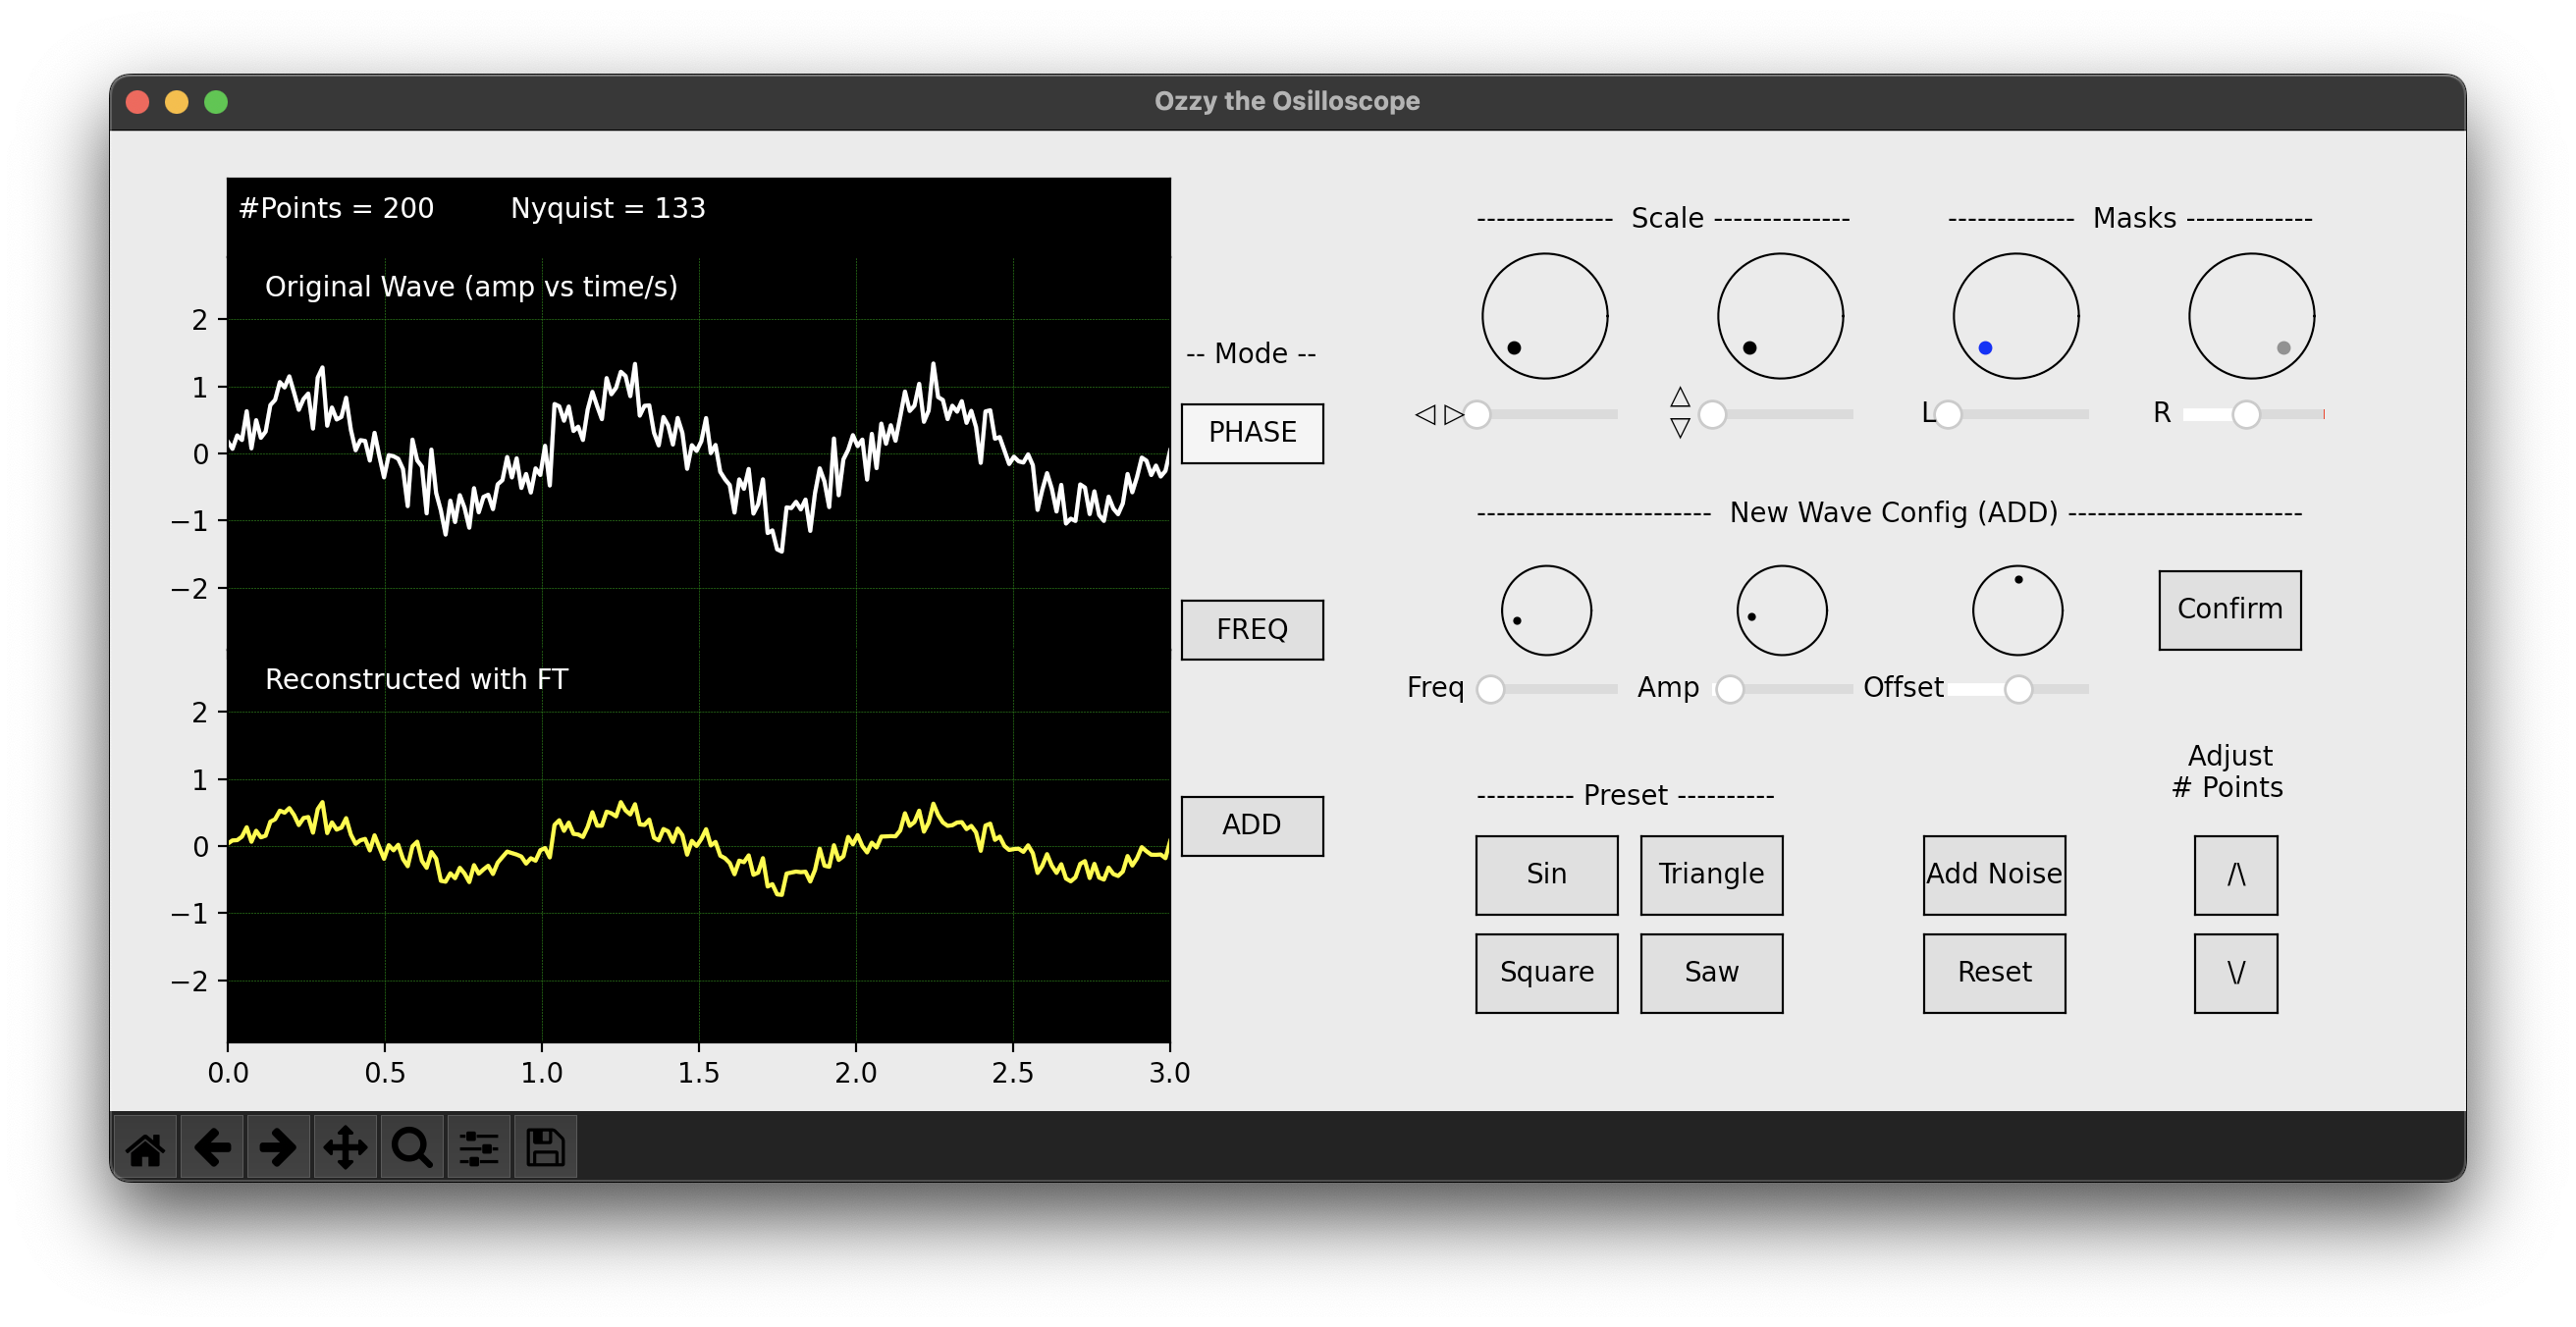 Ozzy the Osilloscope
#Points = 200 Nyquist = 133
Original Wave (amp vs time/s)
2
1
0
−1
−2
Reconstructed with FT
2
1
0
−1
−2
0.0 0.5 1.0 1.5 2.0 2.5 3.0
-- Mode --
PHASE
FREQ
ADD
-------------- Scale --------------
------------- Masks -------------
◁ ▷
△
▽
L
R
------------------------ New Wave Config (ADD) ------------------------
Confirm
Freq
Amp
Offset
---------- Preset ----------
Adjust
# Points
Sin
Triangle
Add Noise
/\
Square
Saw
Reset
\/